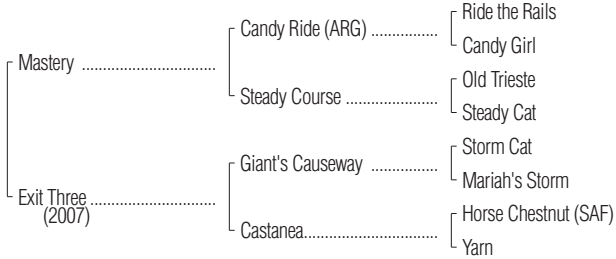 Ride the Rails
Candy Ride (ARG) ................
Candy Girl
Mastery ................................
Old Trieste
Steady Course ......................
Steady Cat
Storm Cat
Giant's Causeway ................
Mariah's Storm
Exit Three ..............................
(2007)
Horse Chestnut (SAF)
Castanea................................
Yarn